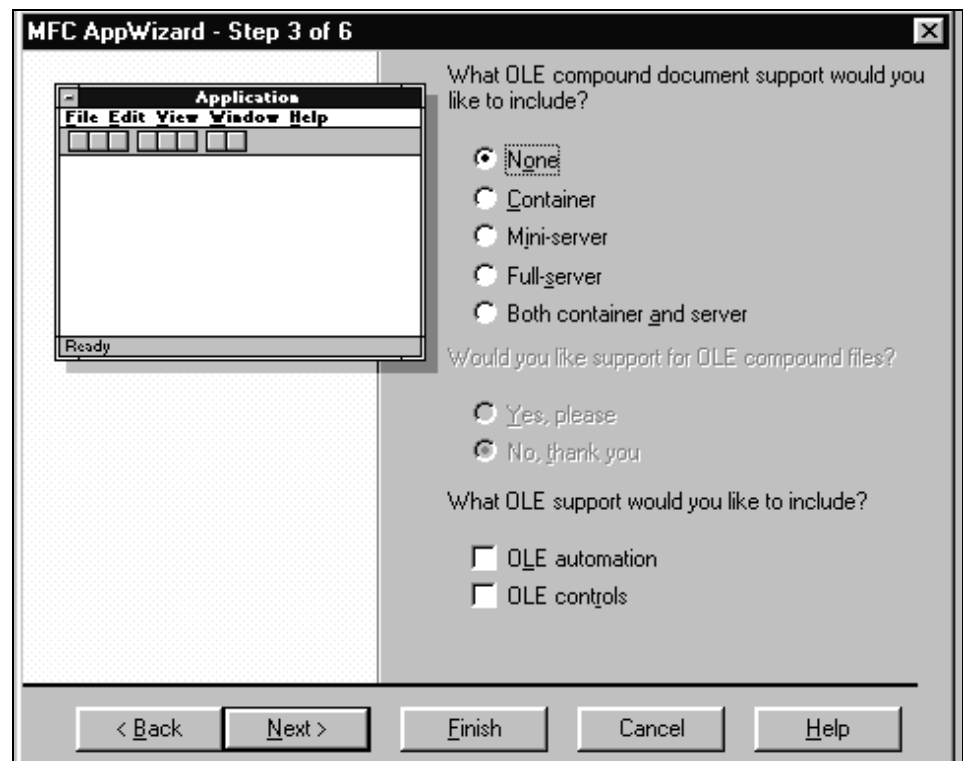 MFC AppWizard - Step 3 of 6
Application
File Edit View Window Help
Ready
What OLE compound document support would you
like to include?
None
Container
Mini-server
Full-server
Both container and server
Would you like support for OLE compound files?
Yes, please
No, thank you
What OLE support would you like to include?
OLE automation
OLE controls
< Back Next > Finish Cancel Help